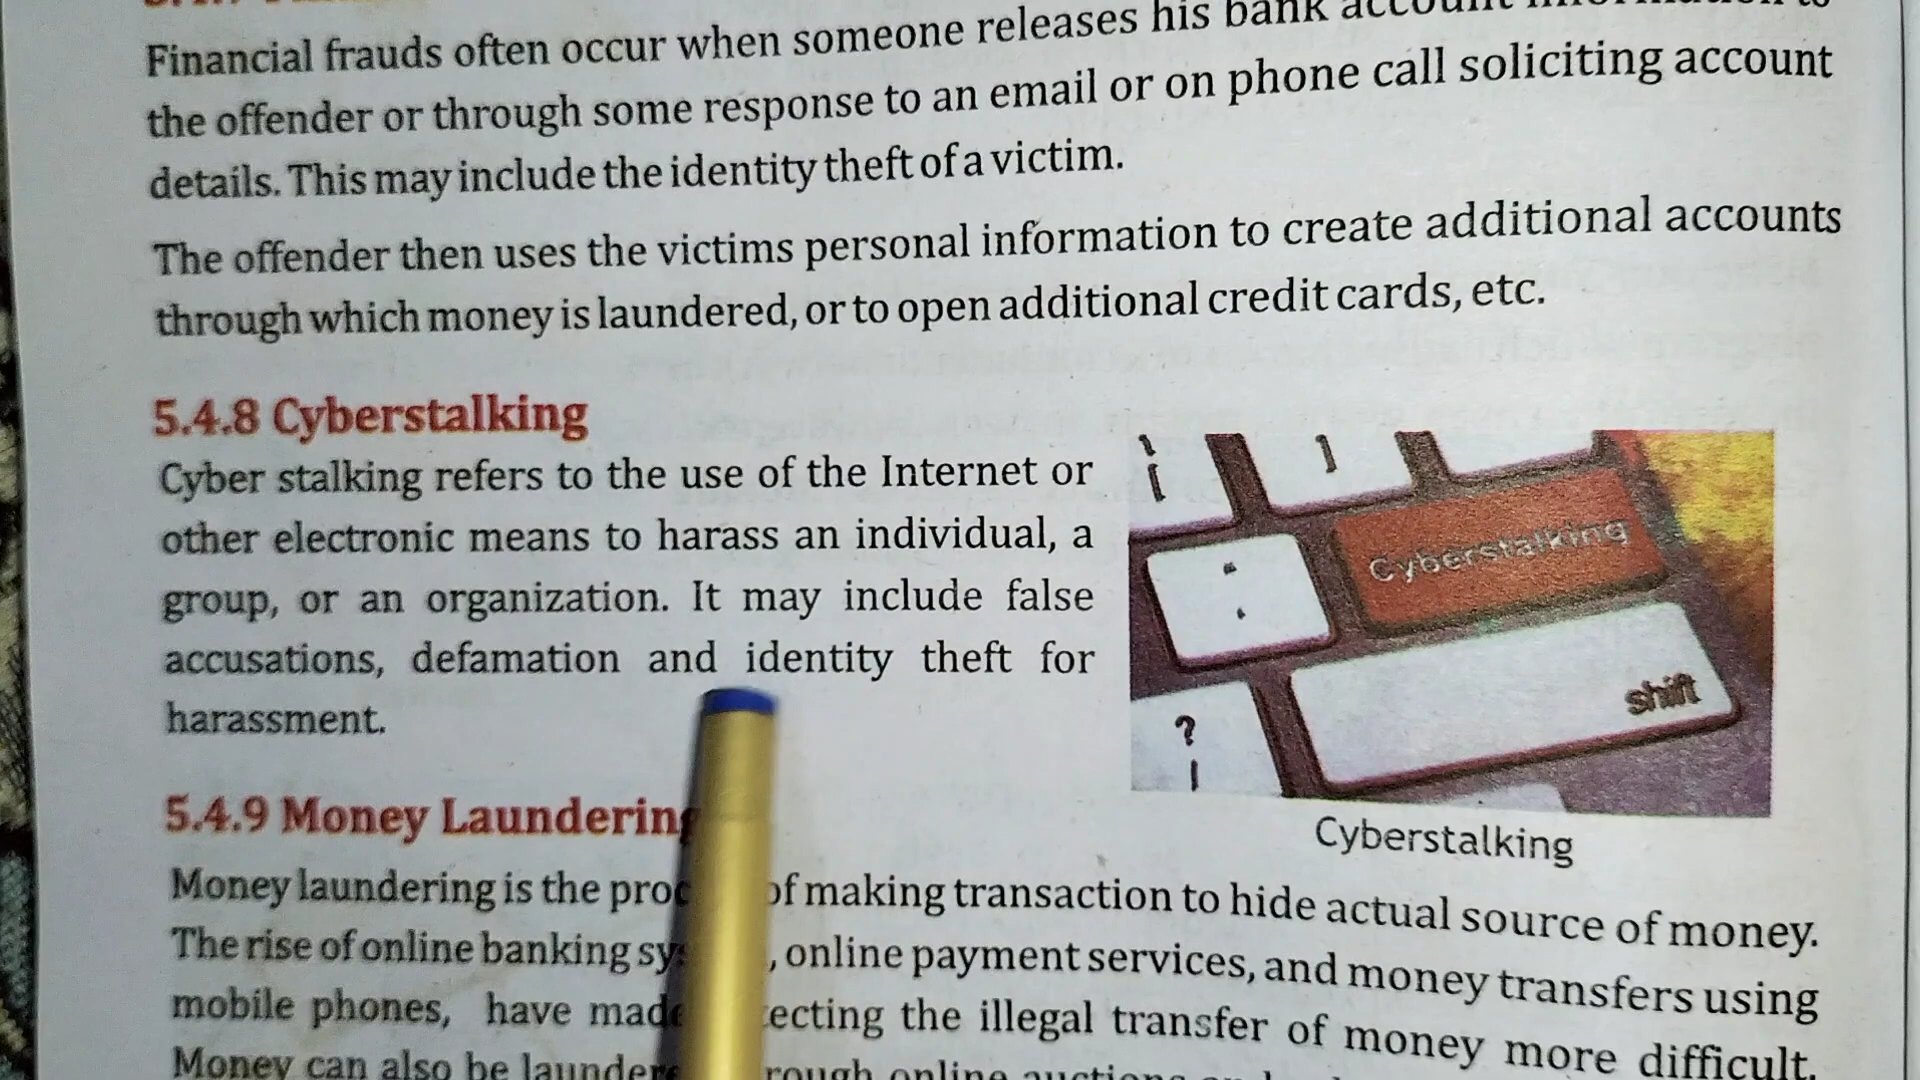 Financial frauds often occur when someone releases his bank account
the offender or through some response to an email or on phone call soliciting account
details. This may include the identity theft of a victim.
The offender then uses the victims personal information to create additional accounts
through which money is laundered, or to open additional credit cards, etc.
5.4.8 Cyberstalking
Cyber stalking refers to the use of the Internet or
other electronic means to harass an individual, a
group, or an organization. It may include false
accusations, defamation and identity theft for
harassment.
Cyberstalking
shift
?
Cyberstalking
5.4.9 Money Laundering
Money laundering is the of making transaction to hide actual source of money.
The rise of online banking , online payment services, and money transfers using
mobile phones, have made the illegal transfer of money more difficult.
Money can also be online